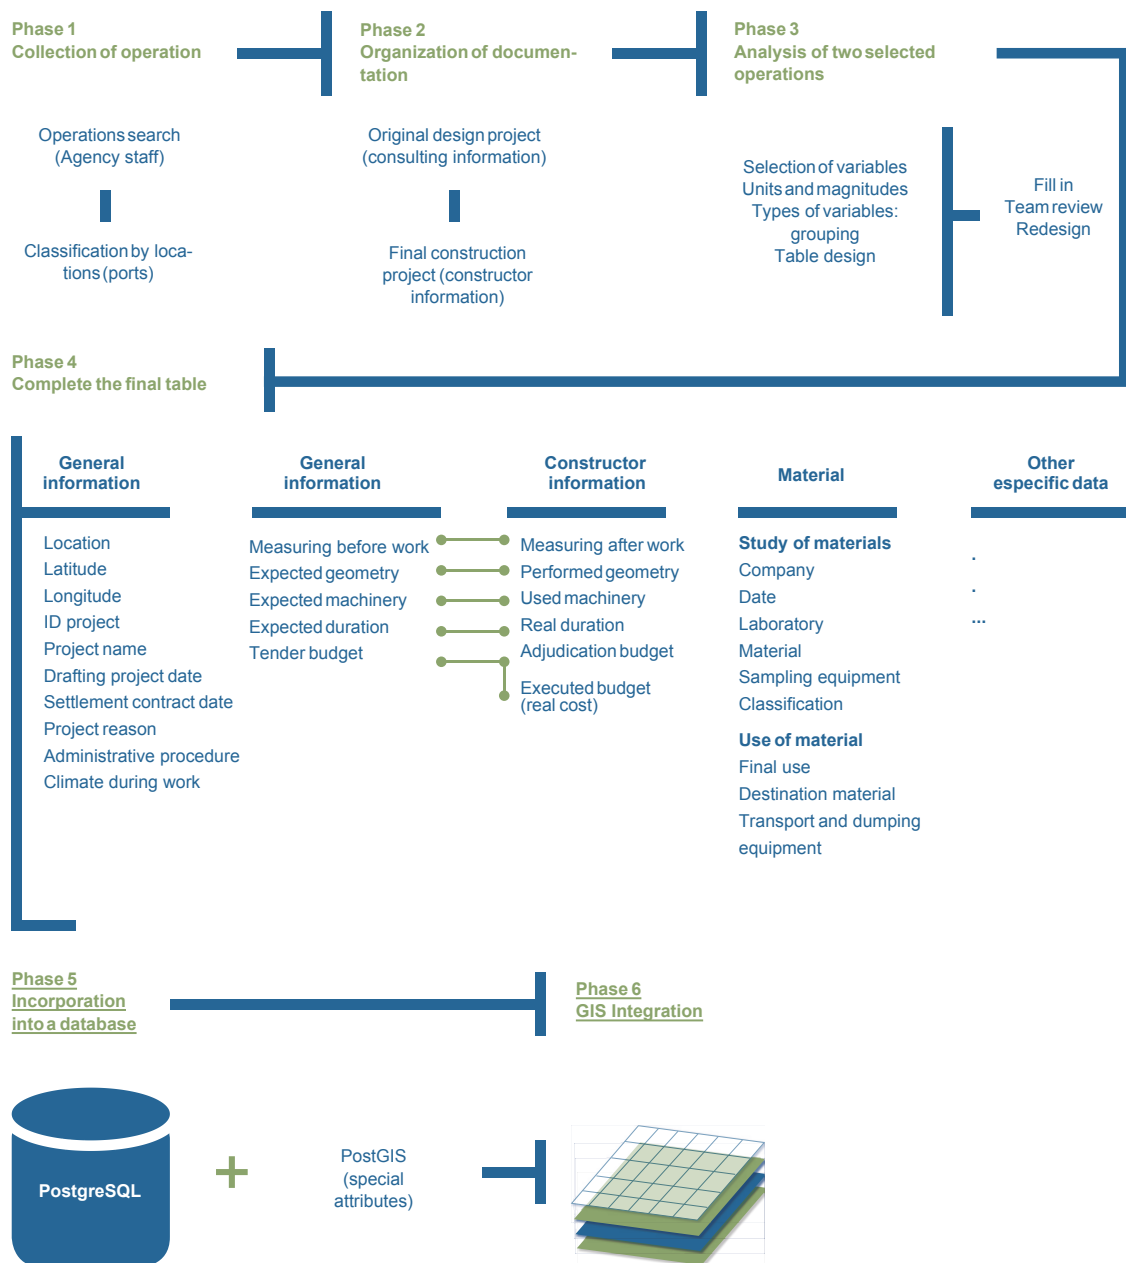 Phase 1
Collection of operation
Phase 2
Organization of documen-
tation
Phase 3
Analysis of two selected
operations
Operations search
(Agency staff)
Classification by loca-
tions (ports)
Original design project
(consulting information)
Final construction
project (constructor
information)
Selection of variables
Units and magnitudes
Types of variables:
grouping
Table design
Fill in
Team review
Redesign
Phase 4
Complete the final table
General
information
Location
Latitude
Longitude
ID project
Project name
Drafting project date
Settlement contract date
Project reason
Administrative procedure
Climate during work
General
information
Measuring before work
Expected geometry
Expected machinery
Expected duration
Tender budget
Constructor
information
Measuring after work
Performed geometry
Used machinery
Real duration
Adjudication budget
Executed budget
(real cost)
Material
Study of materials
Company
Date
Laboratory
Material
Sampling equipment
Classification
Use of material
Final use
Destination material
Transport and dumping
equipment
Other
especific data
.
.
...
Phase 5
Incorporation
into a database
Phase 6
GIS Integration
PostgreSQL
+
PostGIS
(special
attributes)